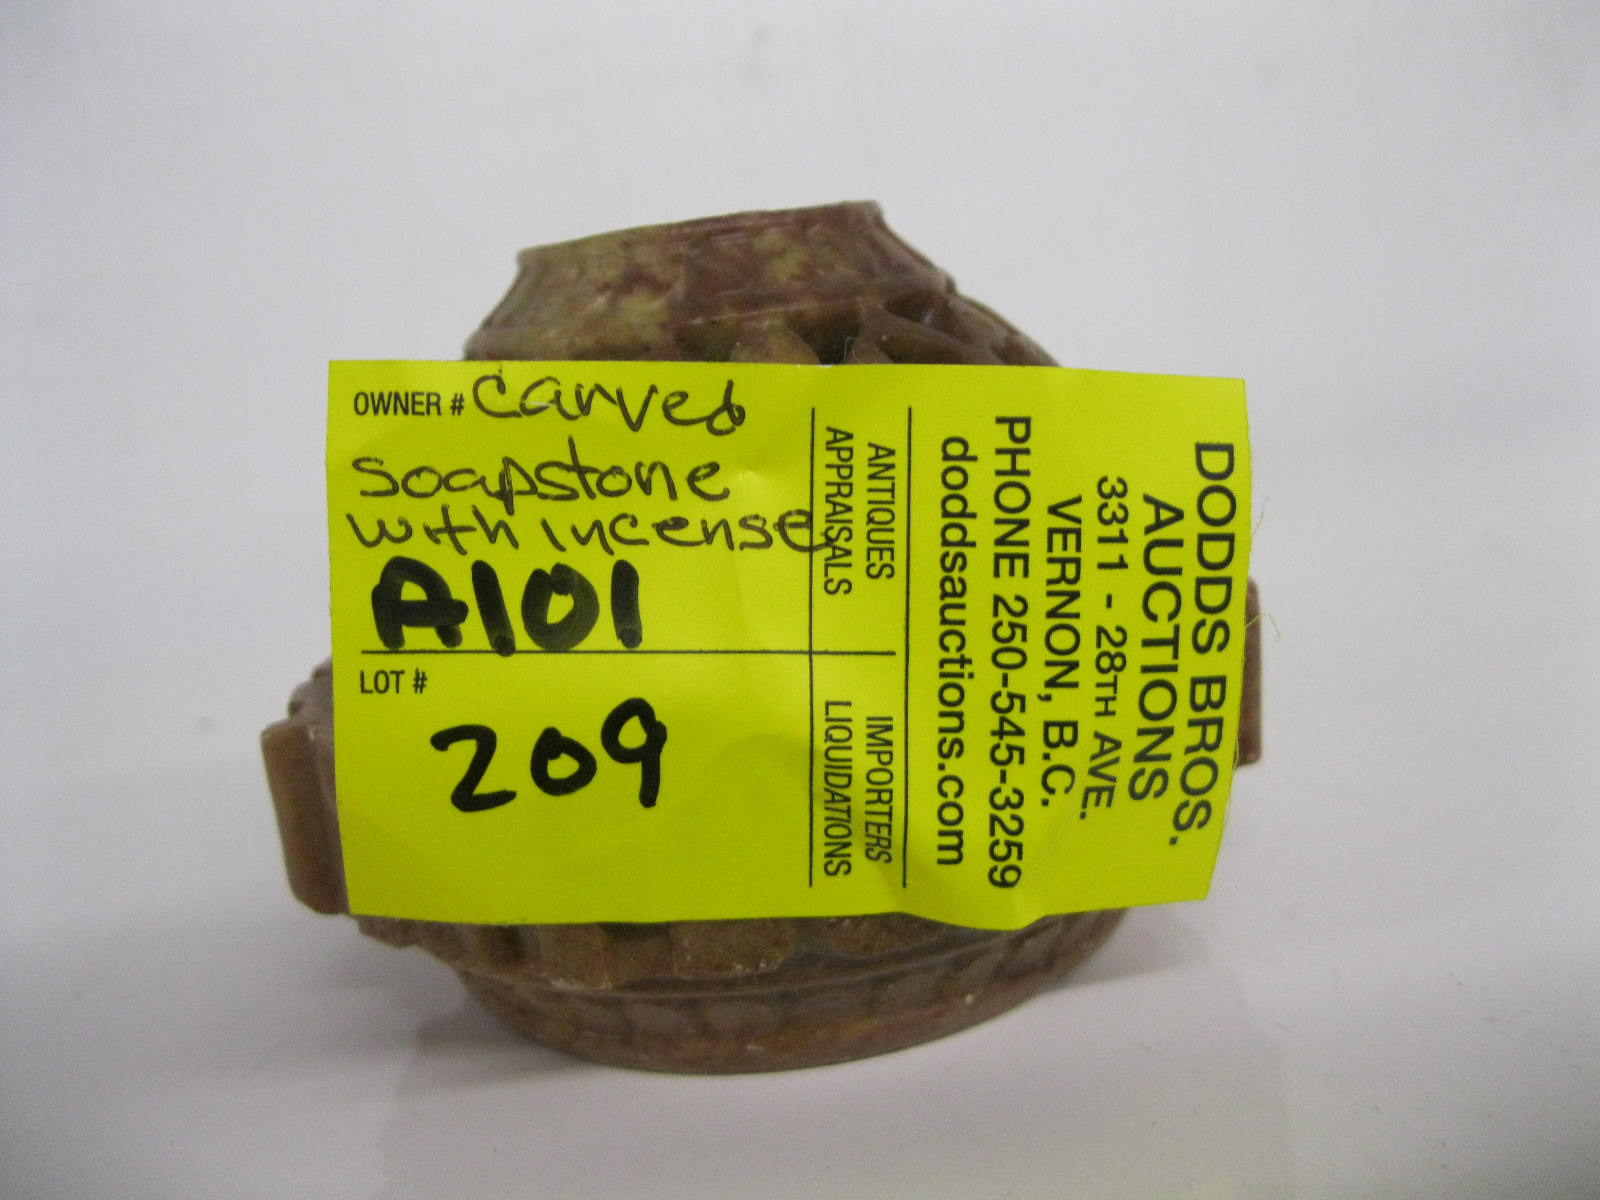 OWNER # carved
soapstone
with incense
A101
LOT #
209
ANTIQUES
APPRAISALS
IMPORTERS
LIQUIDATIONS
DODDS BROS.
AUCTIONS
3311 - 28TH AVE.
VERNON, B.C.
PHONE 250-545-3259
doddsauctions.com